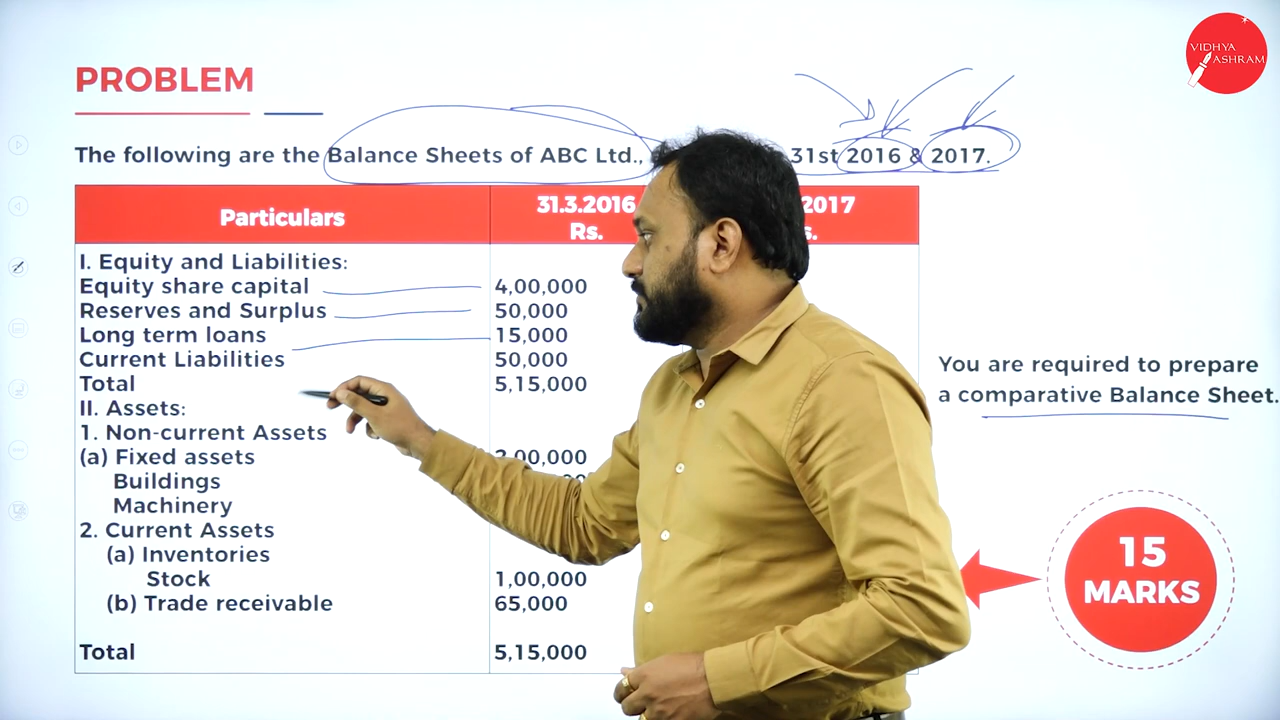 VIDHYA
ASHRAM
PROBLEM
The following are the Balance Sheets of ABC Ltd., 31st 2016 & 2017.
Particulars 31.3.2016 2017
Rs.
I. Equity and Liabilities:
Equity share capital 4,00,000
Reserves and Surplus 50,000
Long term loans 15,000
Current Liabilities 50,000
Total 5,15,000
II. Assets:
1. Non-current Assets
(a) Fixed assets 2,00,000
Buildings
Machinery
2. Current Assets
(a) Inventories
Stock 1,00,000
(b) Trade receivable 65,000
Total 5,15,000
You are required to prepare
a comparative Balance Sheet.
15
MARKS